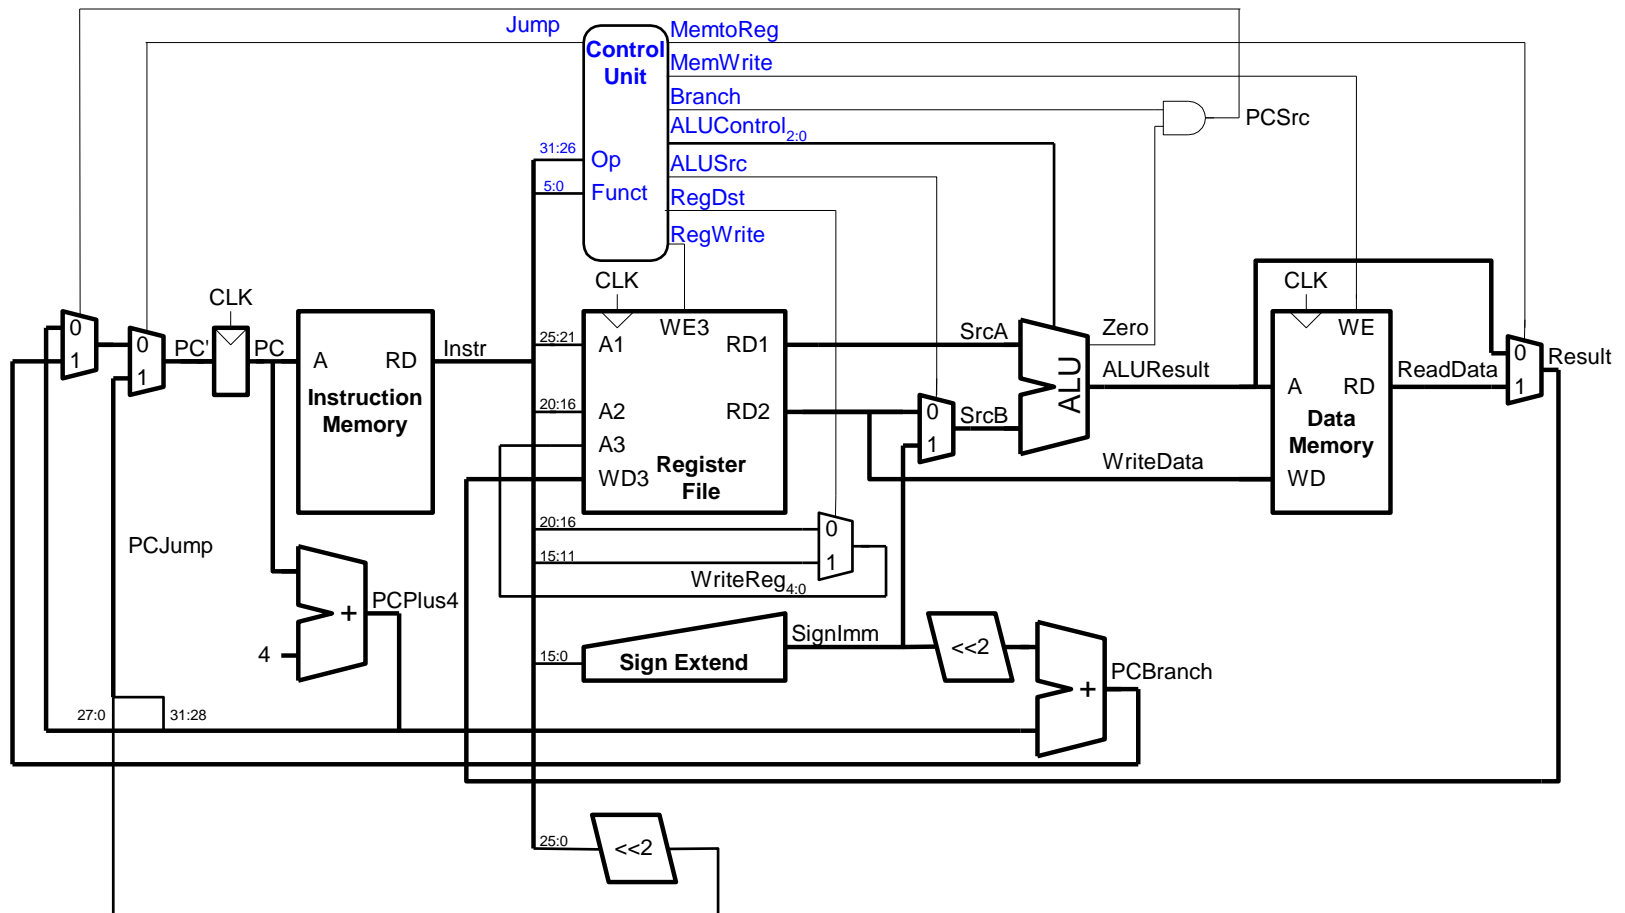 Jump
MemtoReg
Control
Unit
MemWrite
Branch
PCSrc
ALUControl2:0
31:26
Op
ALUSrc
5:0
Funct
RegDst
RegWrite
CLK
CLK
CLK
0
1
0
1
PC'
PC
A
RD
Instruction
Memory
Instr
25:21
A1
WE3
RD1
SrcA
Zero
WE
0
1
Result
20:16
A2
RD2
0
1
SrcB
ALU
ALUResult
A
RD
ReadData
Data
Memory
A3
WD3
Register
File
WriteData
WD
20:16
0
15:11
1
PCJump
WriteReg4:0
PCPlus4
+
4
15:0
Sign Extend
SignImm
<<2
PCBranch
+
27:0
31:28
25:0
<<2